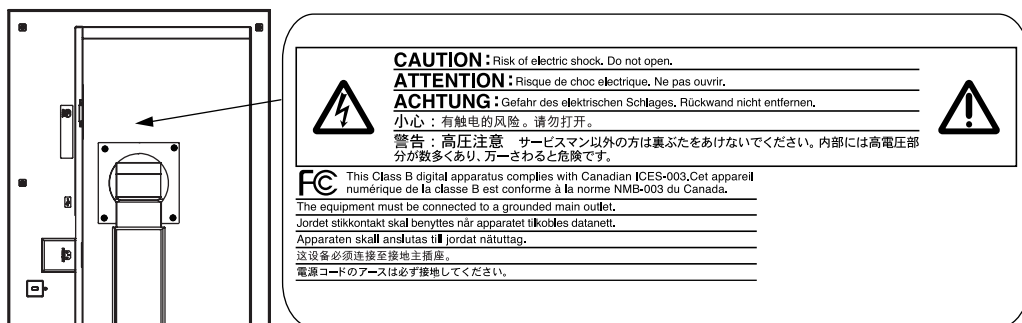 CAUTION : Risk of electric shock. Do not open.
ATTENTION : Risque de choc electrique. Ne pas ouvrir.
ACHTUNG : Gefahr des elektrischen Schlages. Rückwand nicht entfernen.
小心 : 有触电的风险。请勿打开。
警告 : 高圧注意 サービスマン以外の方は裏ぶたをあけないでください。内部には高電圧部
分が数多くあり、万一さわると危険です。
FC This Class B digital apparatus complies with Canadian ICES-003.Cet appareil
numérique de la classe B est conforme à la norme NMB-003 du Canada.
The equipment must be connected to a grounded main outlet.
Jordet stikkontakt skal benyttes når apparatet tilkobles datanett.
Apparaten skall anslutas till jordat nätuttag.
这设备必须连接至接地主插座。
電源コードのアースは必ず接地してください。